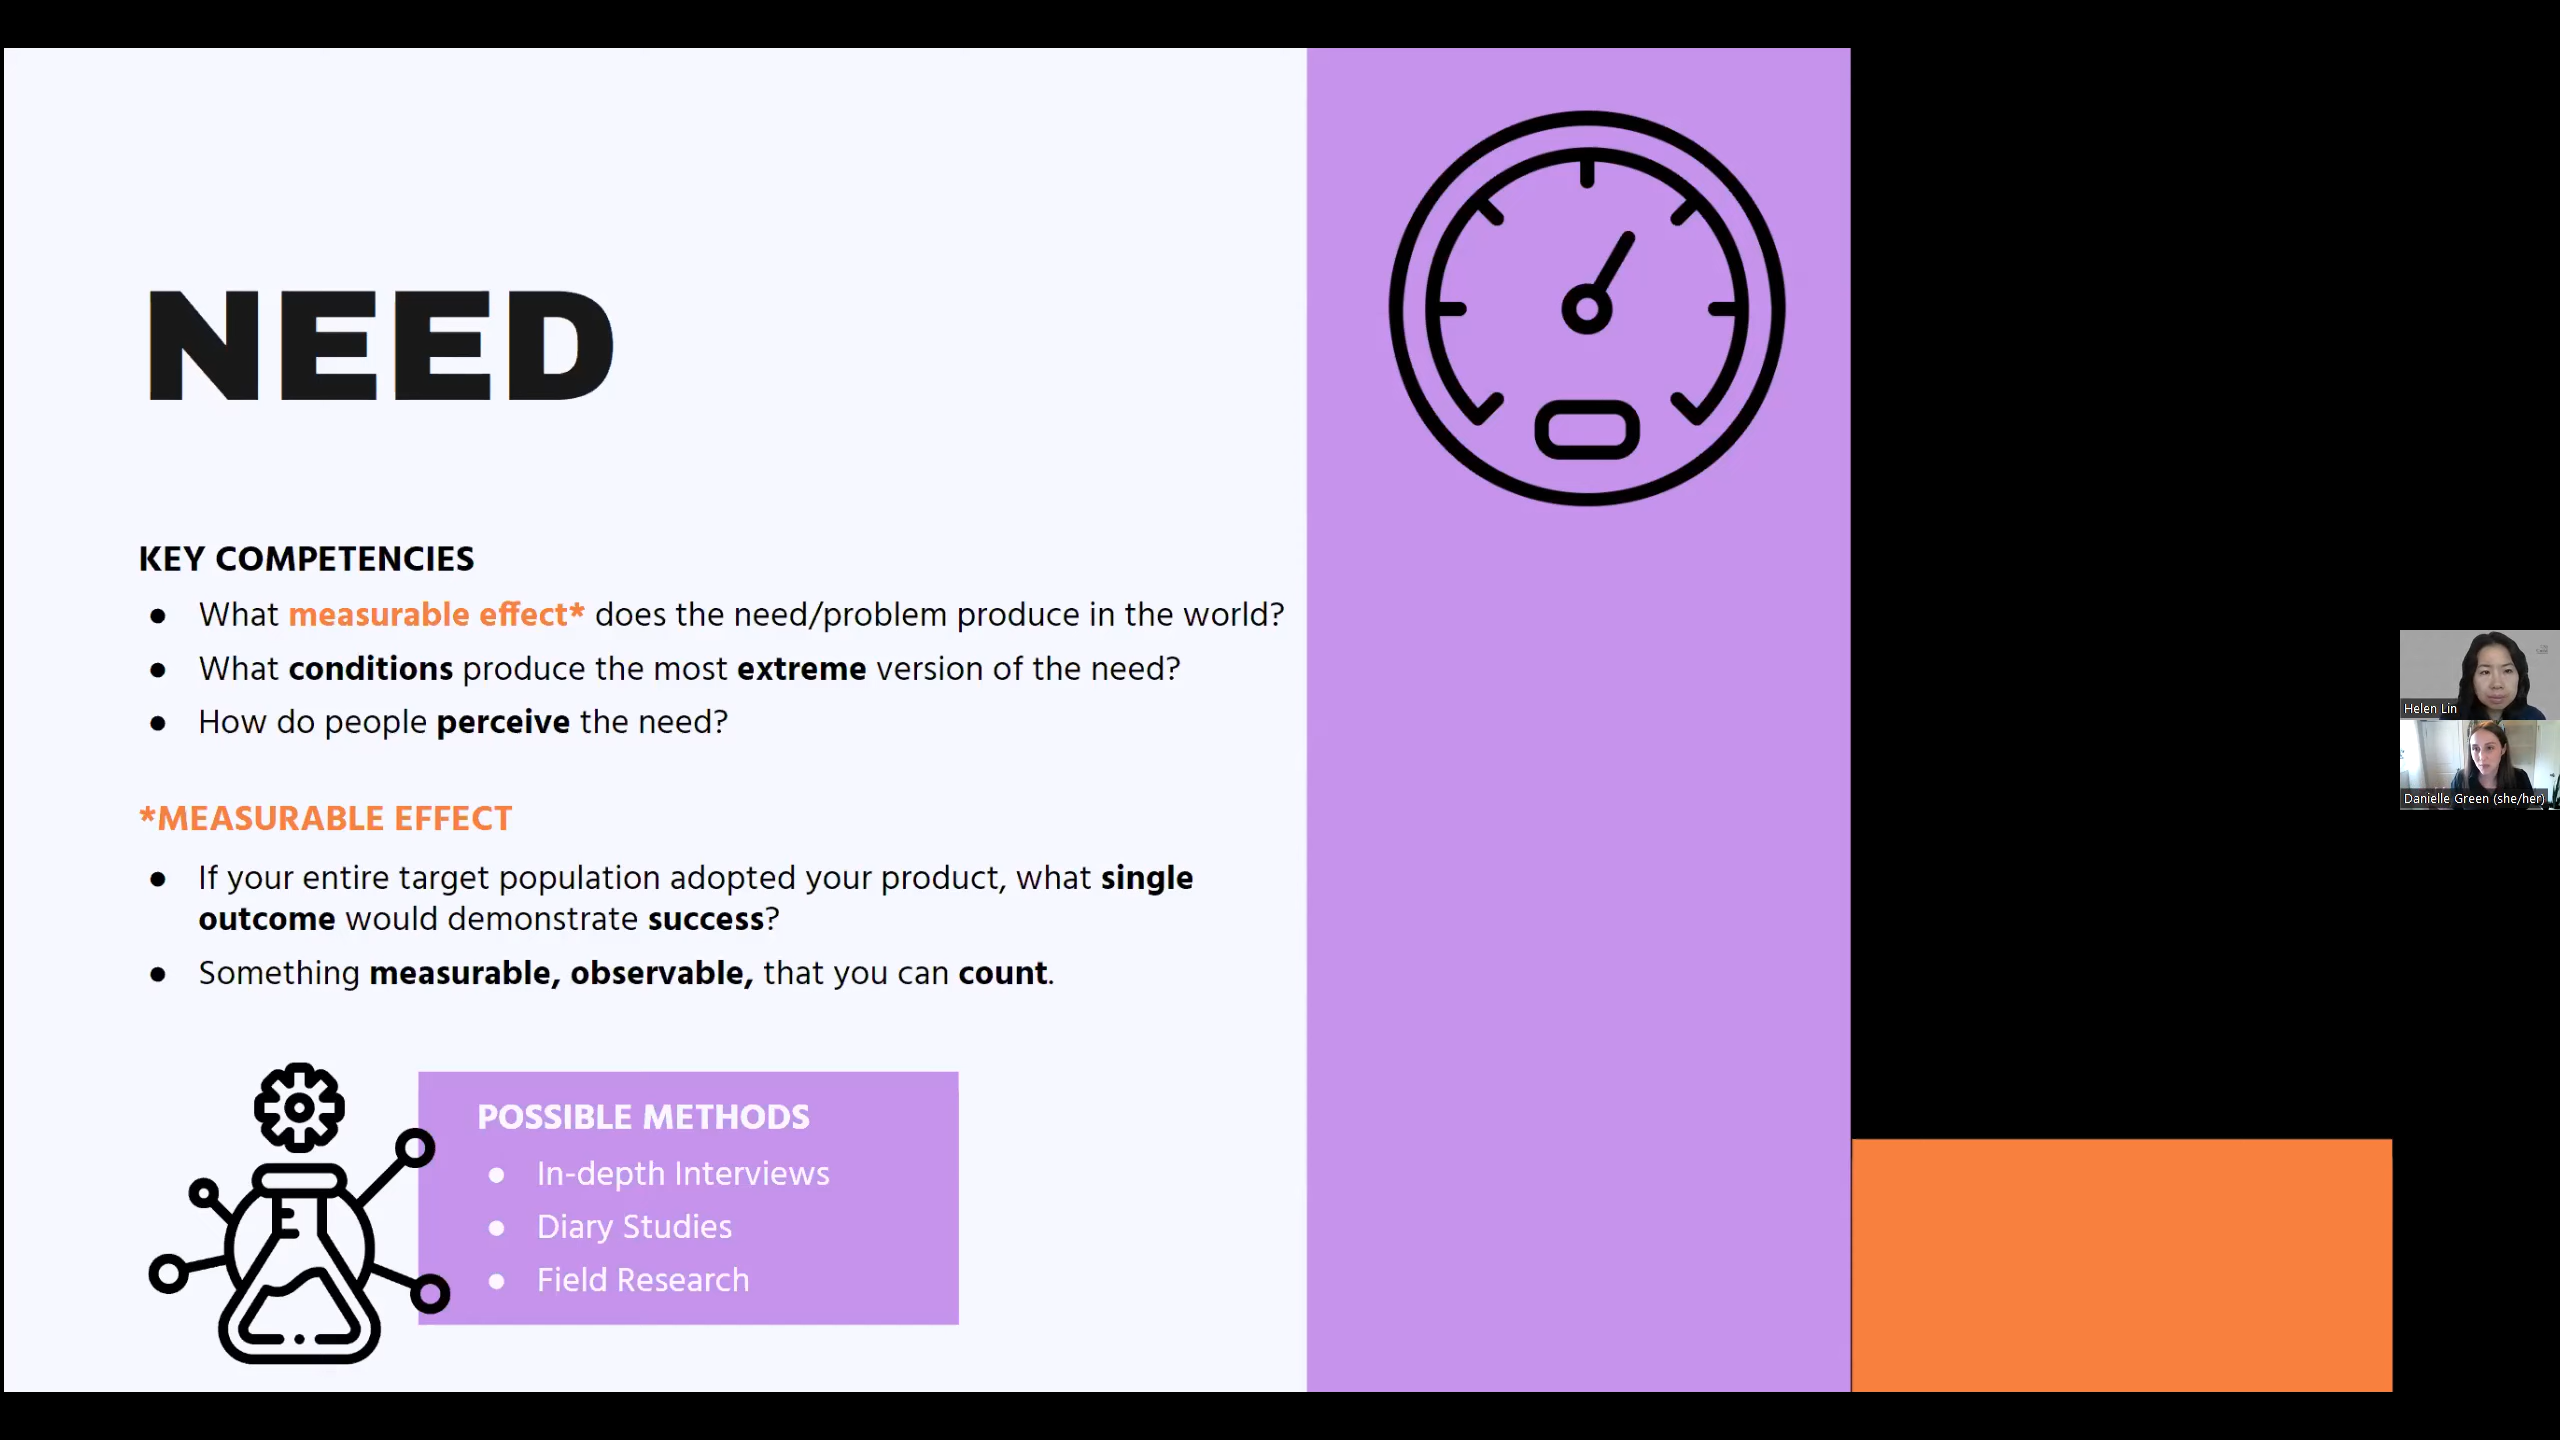 NEED
KEY COMPETENCIES
● What measurable effect* does the need/problem produce in the world?
● What conditions produce the most extreme version of the need?
● How do people perceive the need?
*MEASURABLE EFFECT
● If your entire target population adopted your product, what single
outcome would demonstrate success?
● Something measurable, observable, that you can count.
POSSIBLE METHODS
● In-depth Interviews
● Diary Studies
● Field Research
Helen Lin
Danielle Green (she/her)